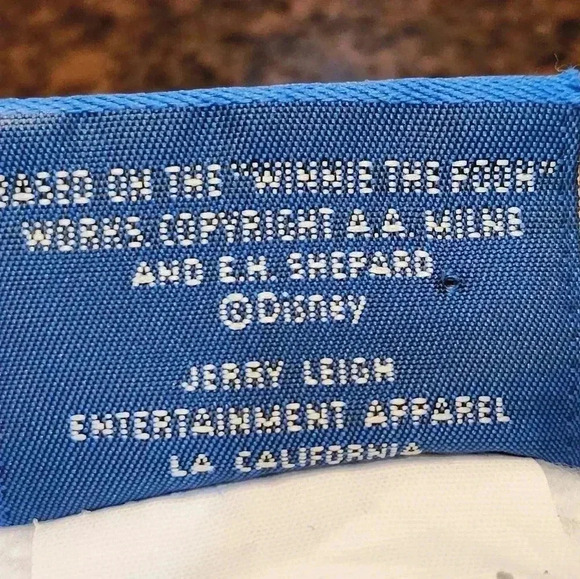 BASED ON THE "WINNIE THE POOH"
WORKS, COPYRIGHT A.A. MILNE
AND E.H. SHEPARD
©Disney
JERRY LEIGH
ENTERTAINMENT APPAREL
LA CALIFORNIA